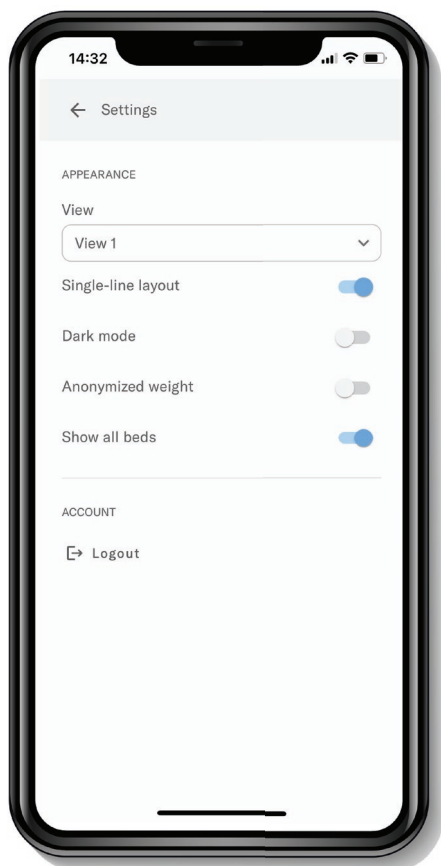 14:32
Settings
APPEARANCE
View
View 1
Single-line layout
Dark mode
Anonymized weight
Show all beds
ACCOUNT
Logout